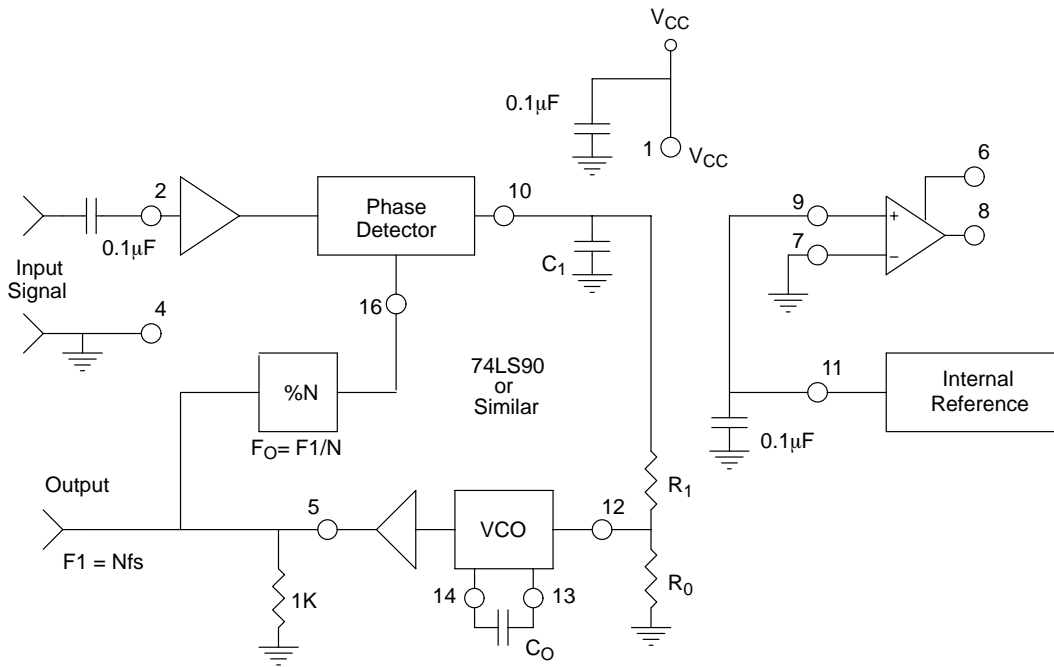 V_CC
0.1μF
1
V_CC
6
2
10
9
8
7
+
−
Phase
Detector
0.1μF
C_1
Input
Signal
4
16
74LS90
or
Similar
11
Internal
Reference
%N
0.1μF
F_O= F1/N
R_1
Output
5
12
VCO
F1 = Nfs
1K
14
13
R_0
C_O